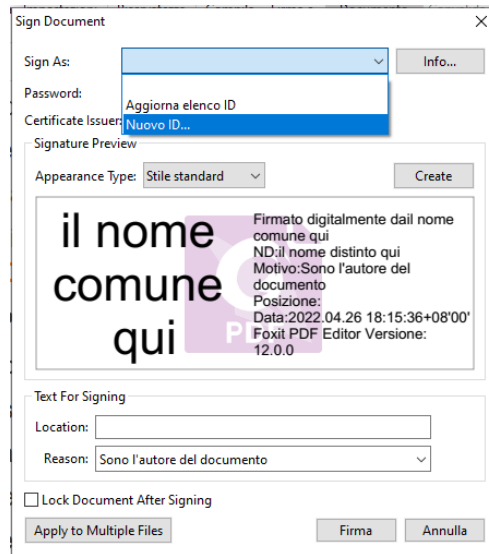 Sign Document
Sign As:
Info...
Password:
Aggiorna elenco ID
Certificate Issuer:
Nuovo ID...
Signature Preview
Appearance Type: Stile standard
Create
il nome
comune
qui
Firmato digitalmente dail nome
comune qui
ND:il nome distinto qui
Motivo:Sono l'autore del
documento
Posizione:
Data:2022.04.26 18:15:36+08'00'
Foxit PDF Editor Versione:
12.0.0
PDF
Text For Signing
Location:
Reason: Sono l'autore del documento
Lock Document After Signing
Apply to Multiple Files
Firma
Annulla